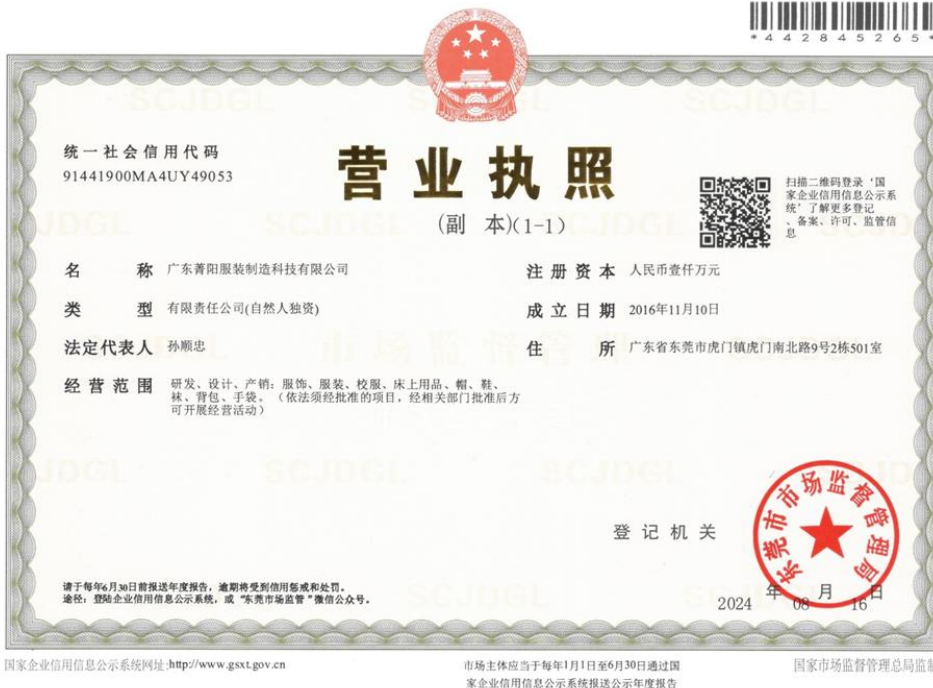 *442845265*
统一社会信用代码
91441900MA4UY49053
营业执照
(副 本)(1-1)
扫描二维码登录‘国
家企业信用信息公示系
统’了解更多登记
、备案、许可、监管信
息
名 称 广东莙阳服装制造科技有限公司
注册资本 人民币壹仟万元
类 型 有限责任公司(自然人独资)
成立日期 2016年11月10日
法定代表人 孙顺忠
住 所 广东省东莞市虎门镇虎门南北路9号2栋501室
经营范围 研发、设计、产销：服饰、服装、校服、床上用品、帽、鞋、
袜、背包、手袋。（依法须经批准的项目，经相关部门批准后方
可开展经营活动）
SCJDGL
市场监督管理
登记机关
东莞市市场监督管理局
2024 年 08 月 16 日
请于每年6月30日前报送年度报告，逾期将受到信用惩戒和处罚。
途径：登陆企业信用信息公示系统，或“东莞市场监管”微信公众号。
国家企业信用信息公示系统网址:http://www.gsxt.gov.cn
市场主体应当于每年1月1日至6月30日通过国
家企业信用信息公示系统报送公示年度报告
国家市场监督管理总局监制